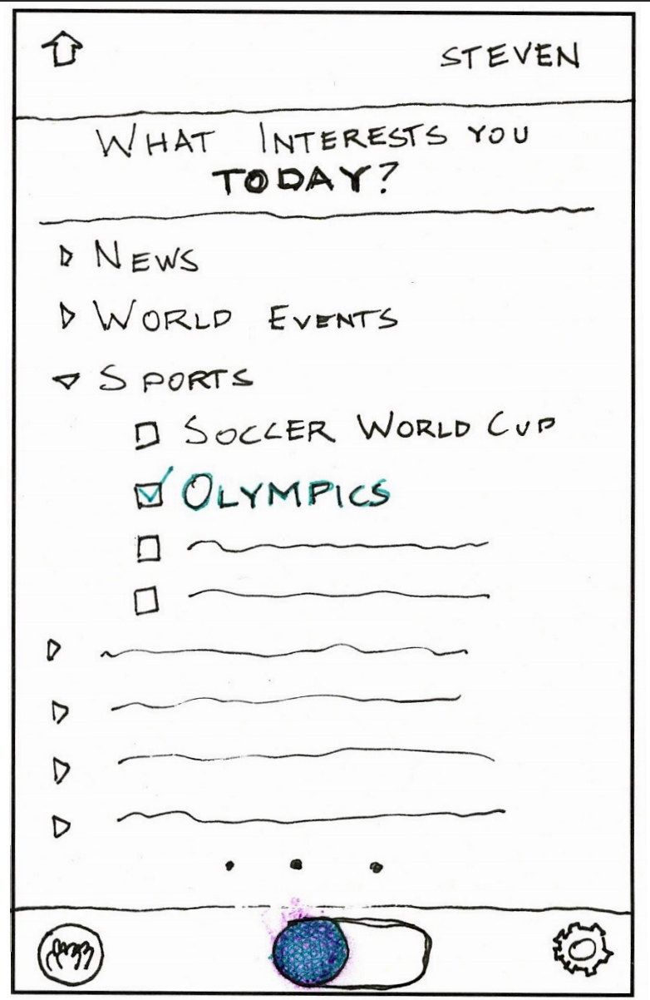 STEVEN
WHAT INTERESTS YOU
TODAY?
NEWS
WORLD EVENTS
SPORTS
SOCCER WORLD CUP
OLYMPICS